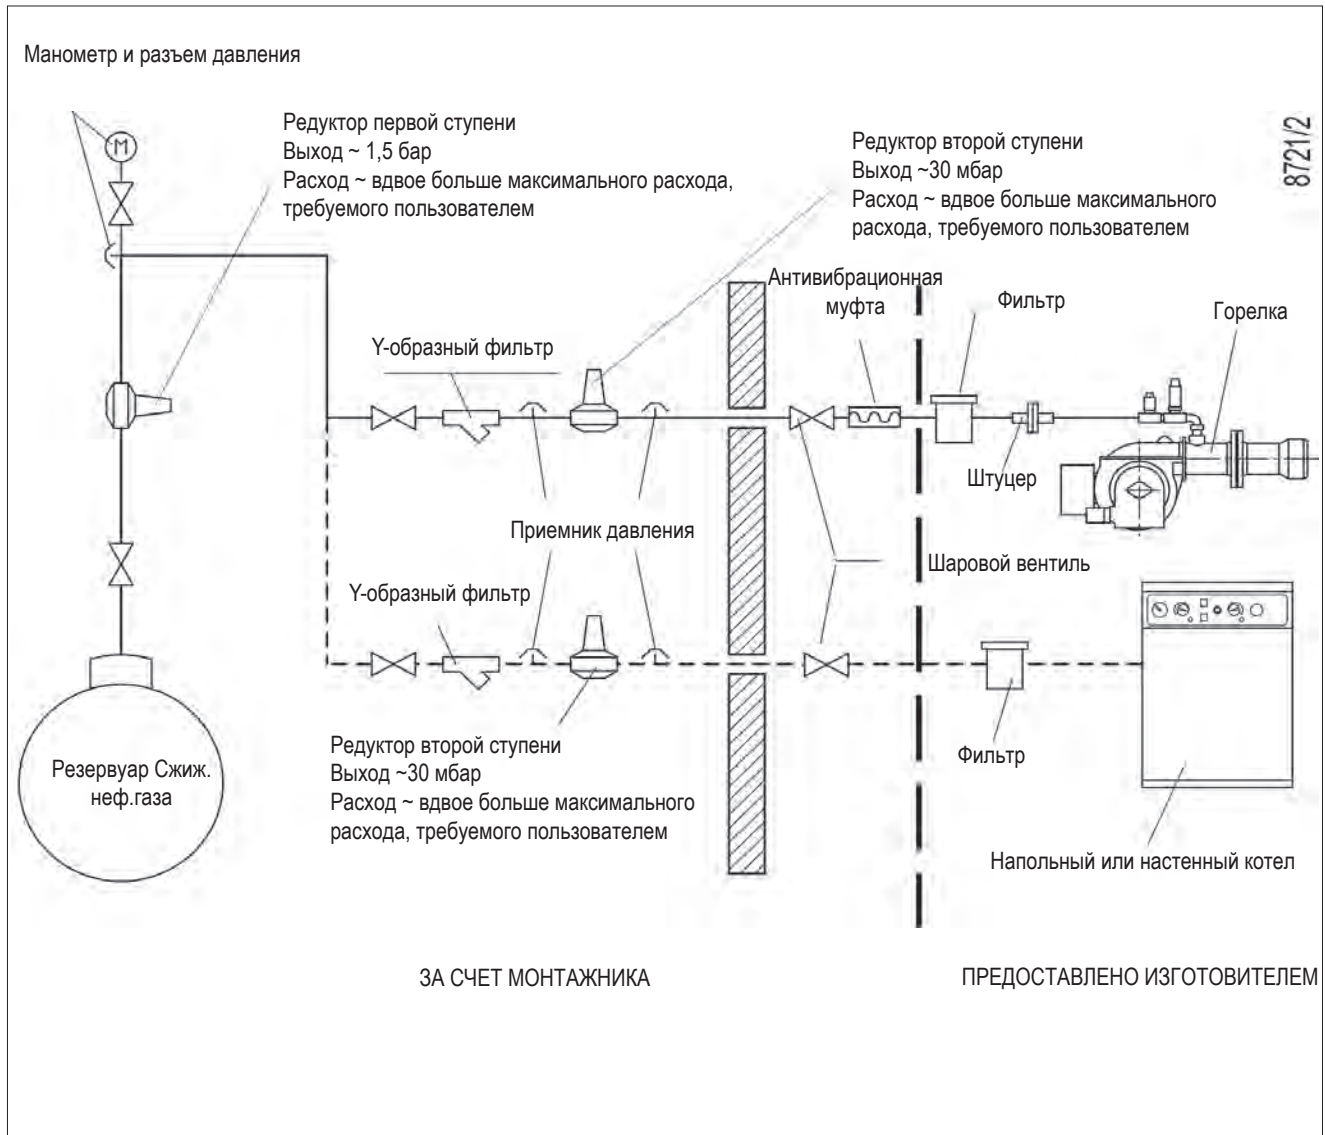 Манометр и разъем давления
8721/2
М
Редуктор первой ступени
Выход ~ 1,5 бар
Расход ~ вдвое больше максимального расхода,
требуемого пользователем
Редуктор второй ступени
Выход ~30 мбар
Расход ~ вдвое больше максимального
расхода, требуемого пользователем
Антивибрационная
муфта
Фильтр
Горелка
Y-образный фильтр
Штуцер
Приемник давления
Шаровой вентиль
Y-образный фильтр
Редуктор второй ступени
Выход ~30 мбар
Расход ~ вдвое больше максимального
расхода, требуемого пользователем
Фильтр
Резервуар Сжиж.
неф.газа
Напольный или настенный котел
ЗА СЧЕТ МОНТАЖНИКА
ПРЕДОСТАВЛЕНО ИЗГОТОВИТЕЛЕМ